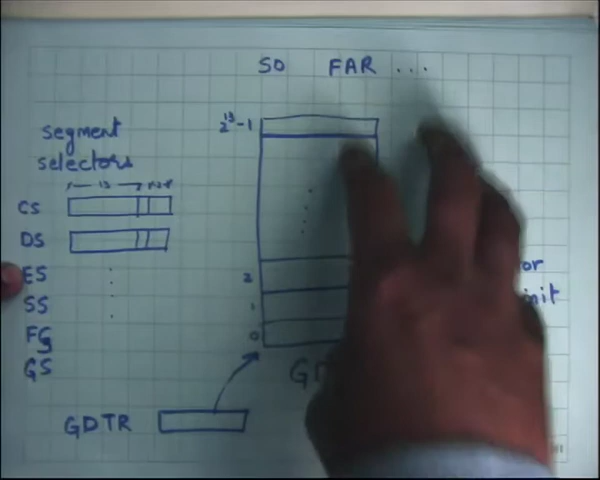 SO FAR ...
segment
selectors
2^13-1
13
CS
DS
ES
SS
FS
GS
2
1
0
GDTR